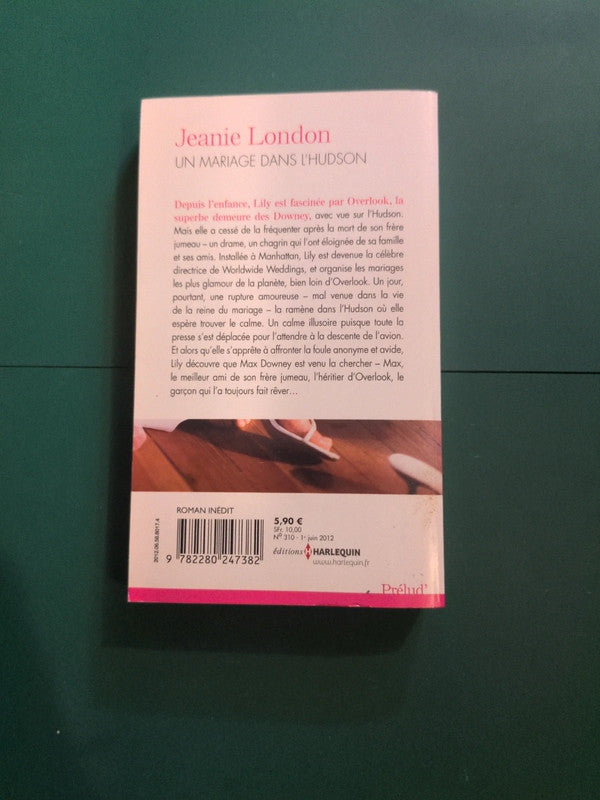 Jeanie London
UN MARIAGE DANS L'HUDSON
Depuis l'enfance, Lily est fascinée par Overlook, la
superbe demeure des Downey, avec vue sur l'Hudson.
Mais elle a cessé de la fréquenter après la mort de son frère
jumeau – un drame, un chagrin qui l'ont éloignée de sa famille
et ses amis. Installée à Manhattan, Lily est devenue la célèbre
directrice de Worldwide Weddings, et organise les mariages
les plus glamour de la planète, bien loin d'Overlook. Un jour,
pourtant, une rupture amoureuse – mal venue dans la vie
de la reine du mariage – la ramène dans l'Hudson où elle
espère trouver le calme. Un calme illusoire puisque toute la
presse s'est déplacée pour l'attendre à la descente de l'avion.
Et alors qu'elle s'apprête à affronter la foule anonyme et avide,
Lily découvre que Max Downey est venu la chercher – Max,
le meilleur ami de son frère jumeau, l'héritier d'Overlook, le
garçon qui l'a toujours fait rêver…
ROMAN INÉDIT
2012.06.56.6017.4
9 782280 247382
5,90 €
SFr. 10,00
N° 310 - 1er juin 2012
éditions HARLEQUIN
www.harlequin.fr
Prélud'